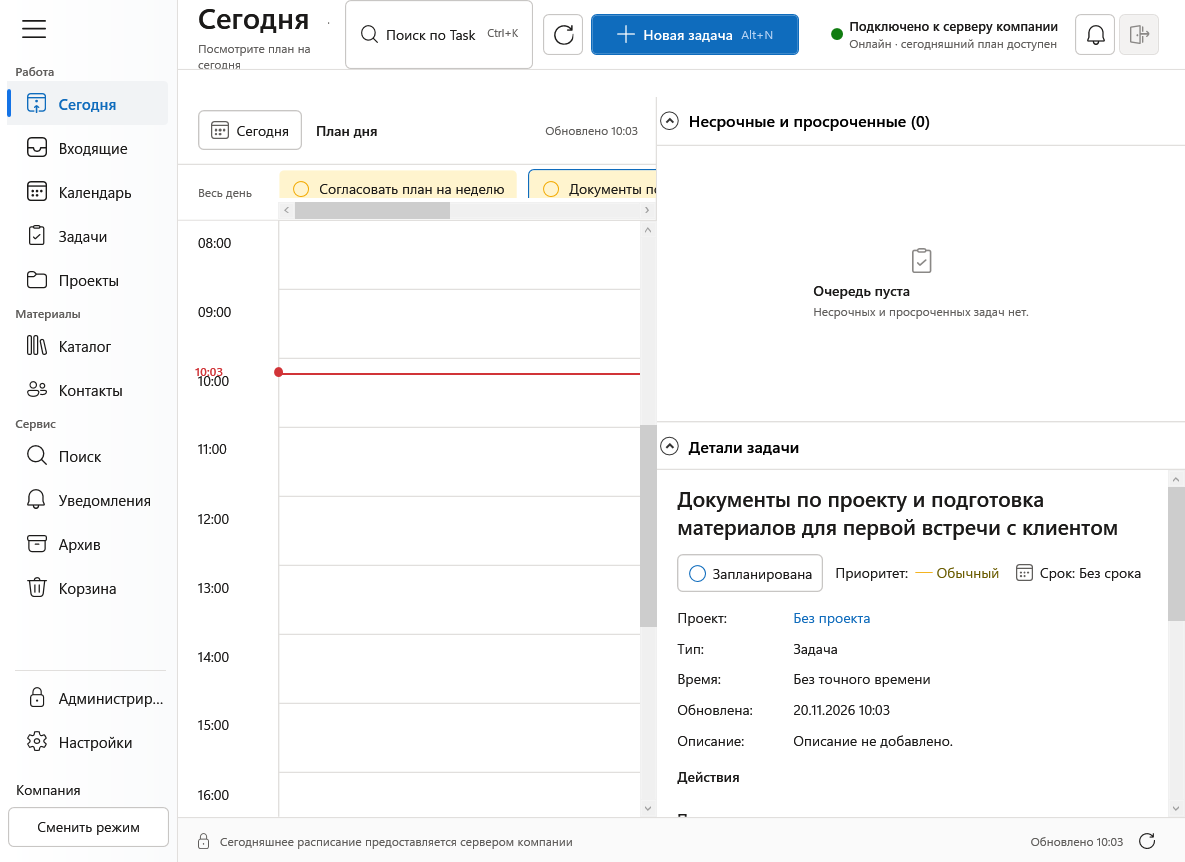 Работа
Сегодня
Входящие
Календарь
Задачи
Проекты
Материалы
Каталог
Контакты
Сервис
Поиск
Уведомления
Архив
Корзина
Администрир...
Настройки
Компания
Сменить режим
Сегодня
Посмотрите план на
сегодня
Поиск по Task Ctrl+K
Новая задача Alt+N
Подключено к серверу компании
Онлайн · сегодняшний план доступен
Сегодня План дня Обновлено 10:03
Весь день Согласовать план на неделю Документы по
08:00
09:00
10:03
10:00
11:00
12:00
13:00
14:00
15:00
16:00
Несрочные и просроченные (0)
Очередь пуста
Несрочных и просроченных задач нет.
Детали задачи
Документы по проекту и подготовка
материалов для первой встречи с клиентом
Запланирована Приоритет: Обычный Срок: Без срока
Проект: Без проекта
Тип: Задача
Время: Без точного времени
Обновлена: 20.11.2026 10:03
Описание: Описание не добавлено.
Действия
Сегодняшнее расписание предоставляется сервером компании
Обновлено 10:03